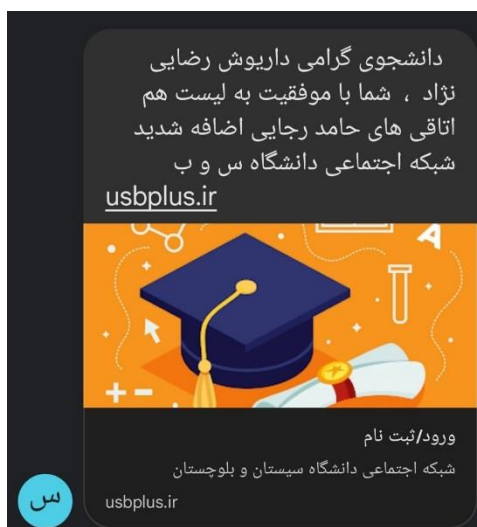 دانشجوی گرامی داریوش رضایی
نژاد ، شما با موفقیت به لیست هم
اتاقی های حامد رجایی اضافه شدید
شبکه اجتماعی دانشگاه س و ب
usbplus.ir
A
ورود/ثبت نام
شبکه اجتماعی دانشگاه سیستان و بلوچستان
usbplus.ir
س